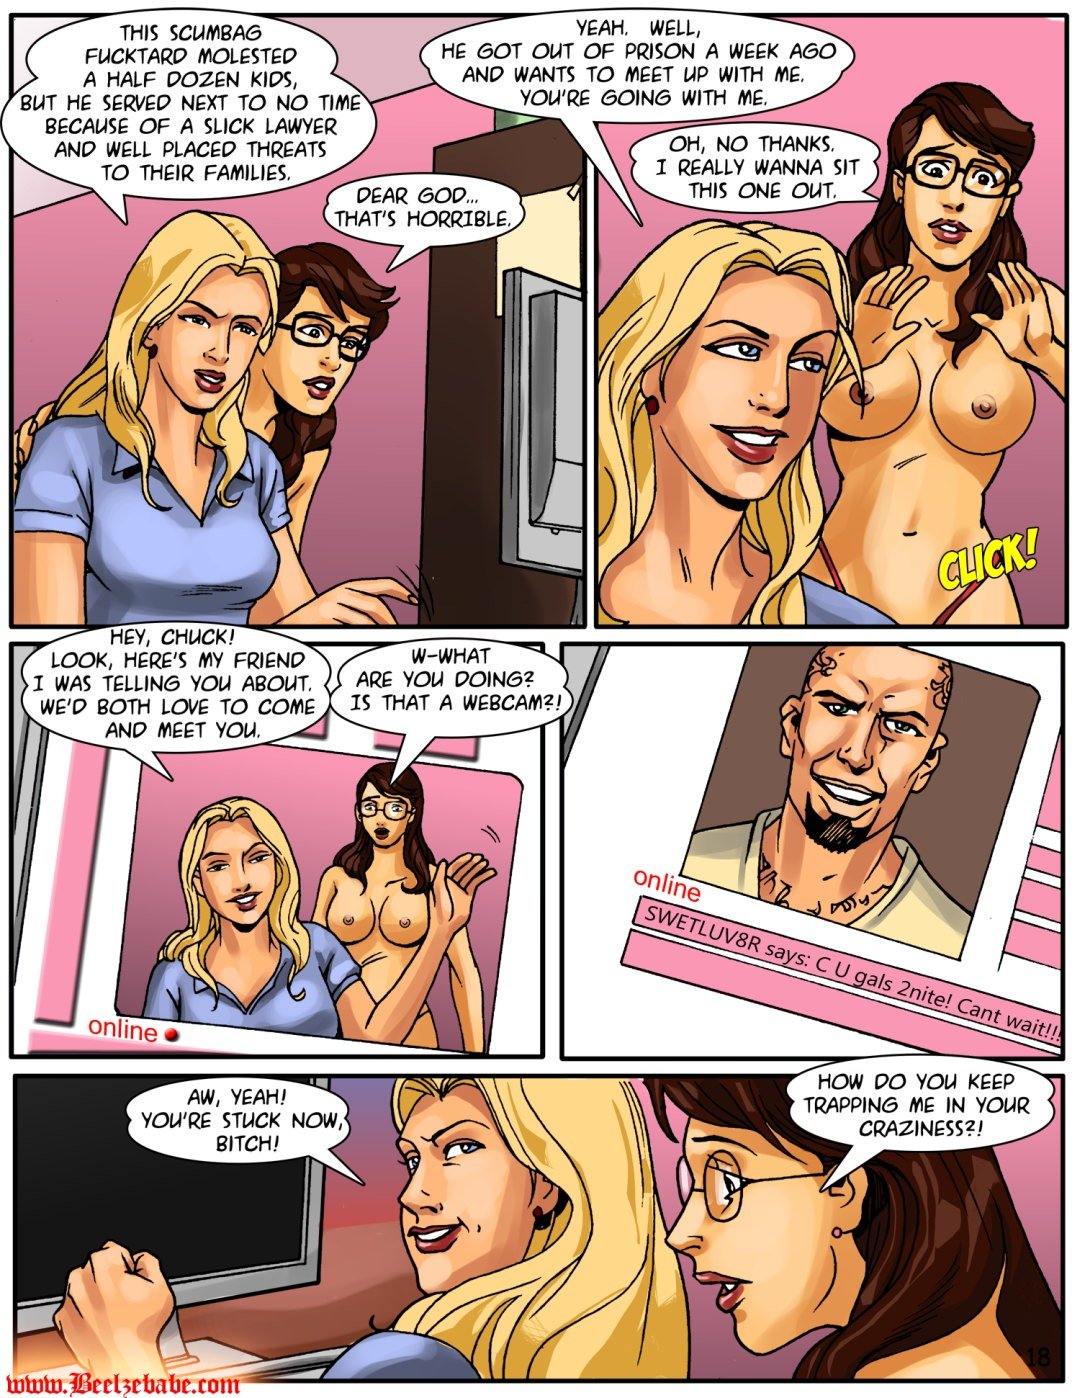 THIS SCUMBAG
FUCKTARD MOLESTED
A HALF DOZEN KIDS,
BUT HE SERVED NEXT TO NO TIME
BECAUSE OF A SLICK LAWYER
AND WELL PLACED THREATS
TO THEIR FAMILIES.
DEAR GOD...
THAT'S HORRIBLE.
YEAH. WELL,
HE GOT OUT OF PRISON A WEEK AGO
AND WANTS TO MEET UP WITH ME.
YOU'RE GOING WITH ME.
OH, NO THANKS.
I REALLY WANNA SIT
THIS ONE OUT.
CLICK!
HEY, CHUCK!
LOOK, HERE'S MY FRIEND
I WAS TELLING YOU ABOUT.
WE'D BOTH LOVE TO COME
AND MEET YOU.
W-WHAT
ARE YOU DOING?
IS THAT A WEBCAM?!
online
online
SWETLUV8R says: C U gals 2nite! Cant wait!!!
AW, YEAH!
YOU'RE STUCK NOW,
BITCH!
HOW DO YOU KEEP
TRAPPING ME IN YOUR
CRAZINESS?!
18
www.Beelzebabe.com